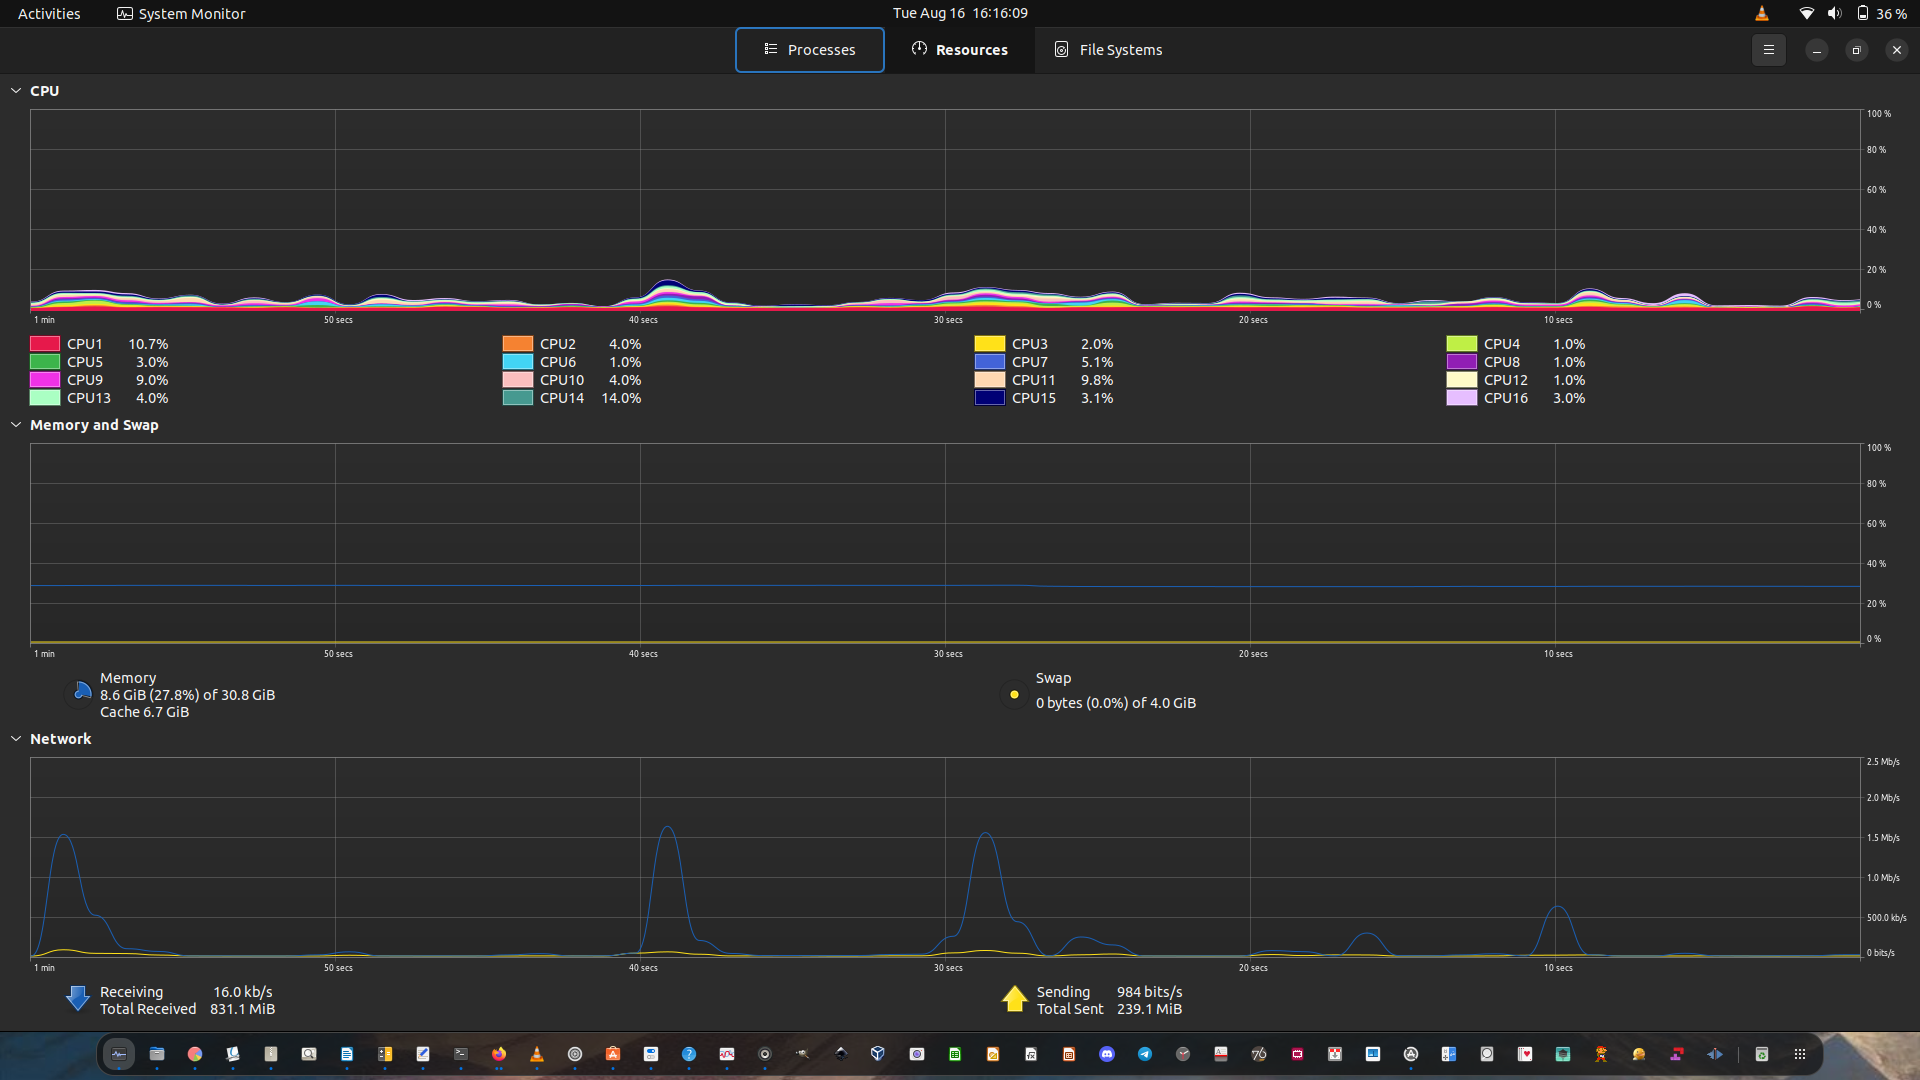 Activities System Monitor Tue Aug 16 16:16:09 36 %
Processes Resources File Systems
CPU
100 %
80 %
60 %
40 %
20 %
0 %
1 min 50 secs 40 secs 30 secs 20 secs 10 secs
CPU1 10.7% CPU2 4.0% CPU3 2.0% CPU4 1.0%
CPU5 3.0% CPU6 1.0% CPU7 5.1% CPU8 1.0%
CPU9 9.0% CPU10 4.0% CPU11 9.8% CPU12 1.0%
CPU13 4.0% CPU14 14.0% CPU15 3.1% CPU16 3.0%
Memory and Swap
100 %
80 %
60 %
40 %
20 %
0 %
1 min 50 secs 40 secs 30 secs 20 secs 10 secs
Memory Swap
8.6 GiB (27.8%) of 30.8 GiB 0 bytes (0.0%) of 4.0 GiB
Cache 6.7 GiB
Network
2.5 Mb/s
2.0 Mb/s
1.5 Mb/s
1.0 Mb/s
500.0 kb/s
0 bits/s
1 min 50 secs 40 secs 30 secs 20 secs 10 secs
Receiving 16.0 kb/s Sending 984 bits/s
Total Received 831.1 MiB Total Sent 239.1 MiB